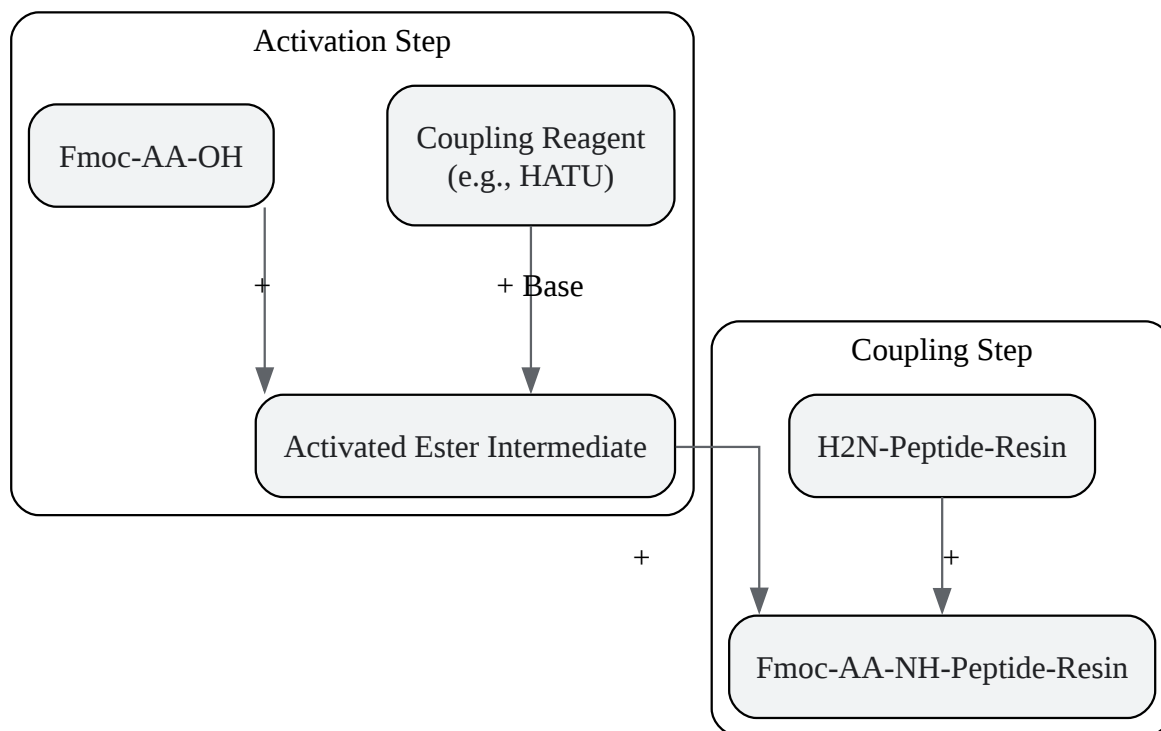 Activation Step
Fmoc-AA-OH
Coupling Reagent
(e.g., HATU)
+
+ Base
Activated Ester Intermediate
Coupling Step
H2N-Peptide-Resin
+
+
Fmoc-AA-NH-Peptide-Resin